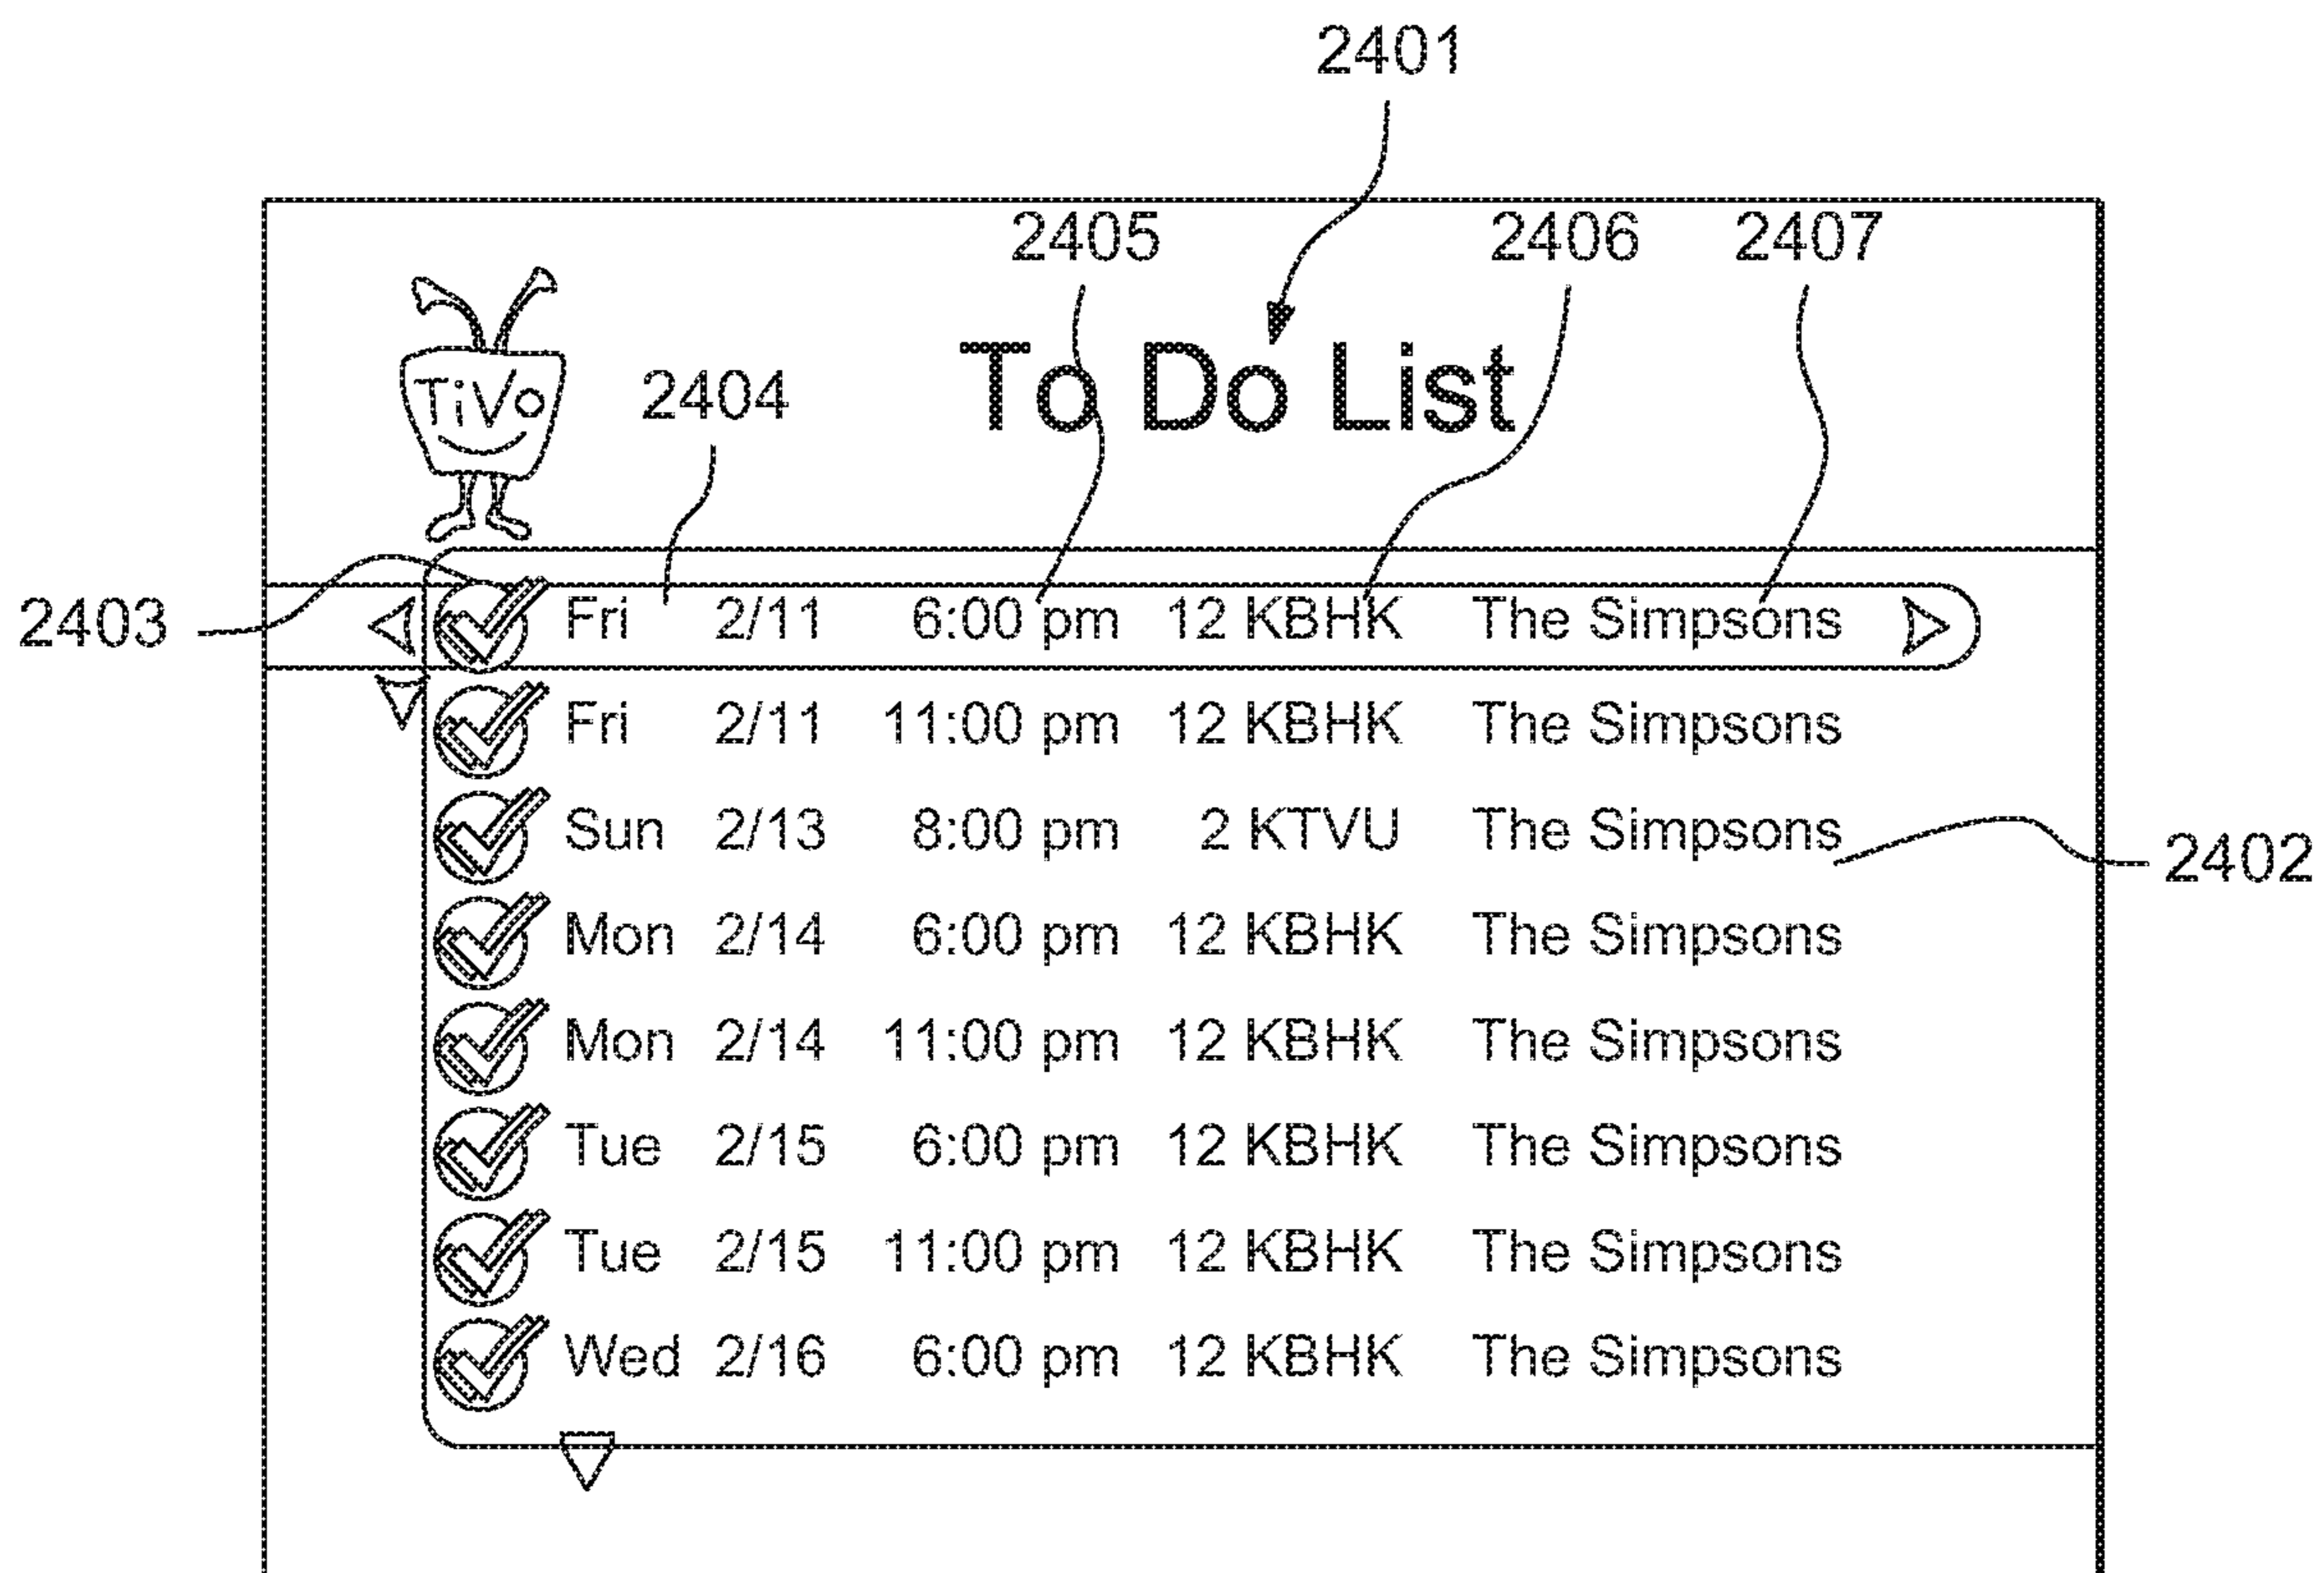 2401
2405 2406 2407
TiVo
2404
To Do List
2403
Fri 2/11 6:00 pm 12 KBHK The Simpsons
Fri 2/11 11:00 pm 12 KBHK The Simpsons
Sun 2/13 8:00 pm 2 KTVU The Simpsons
2402
Mon 2/14 6:00 pm 12 KBHK The Simpsons
Mon 2/14 11:00 pm 12 KBHK The Simpsons
Tue 2/15 6:00 pm 12 KBHK The Simpsons
Tue 2/15 11:00 pm 12 KBHK The Simpsons
Wed 2/16 6:00 pm 12 KBHK The Simpsons